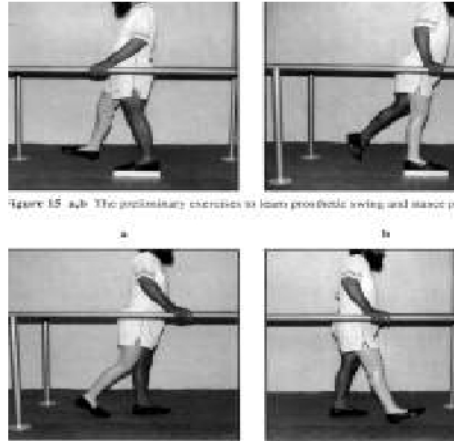 Figure 15 a,b The preliminary exercises to learn prosthetic swing and stance p
a
b